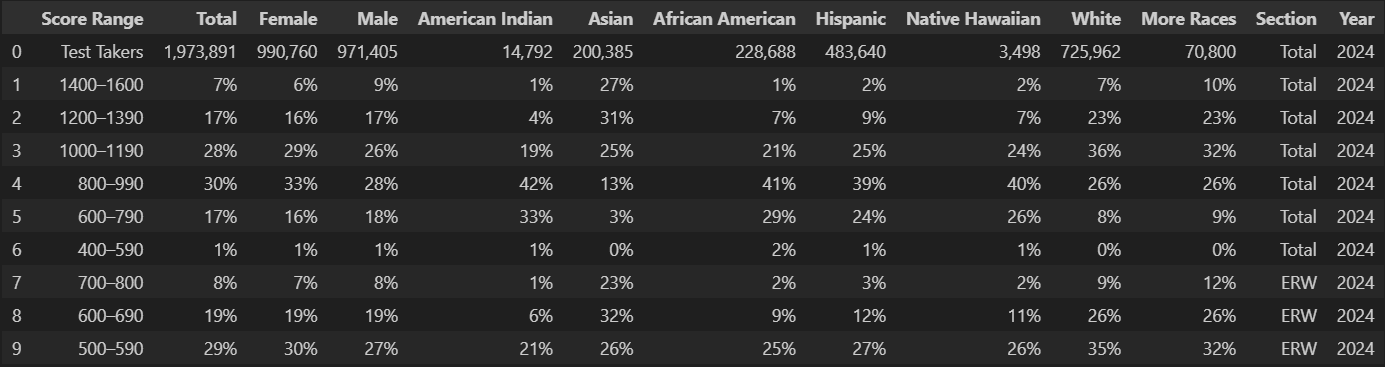 Score Range Total Female Male American Indian Asian African American Hispanic Native Hawaiian White More Races Section Year
0 Test Takers 1,973,891 990,760 971,405 14,792 200,385 228,688 483,640 3,498 725,962 70,800 Total 2024
1 1400–1600 7% 6% 9% 1% 27% 1% 2% 2% 7% 10% Total 2024
2 1200–1390 17% 16% 17% 4% 31% 7% 9% 7% 23% 23% Total 2024
3 1000–1190 28% 29% 26% 19% 25% 21% 25% 24% 36% 32% Total 2024
4 800–990 30% 33% 28% 42% 13% 41% 39% 40% 26% 26% Total 2024
5 600–790 17% 16% 18% 33% 3% 29% 24% 26% 8% 9% Total 2024
6 400–590 1% 1% 1% 1% 0% 2% 1% 1% 0% 0% Total 2024
7 700–800 8% 7% 8% 1% 23% 2% 3% 2% 9% 12% ERW 2024
8 600–690 19% 19% 19% 6% 32% 9% 12% 11% 26% 26% ERW 2024
9 500–590 29% 30% 27% 21% 26% 25% 27% 26% 35% 32% ERW 2024